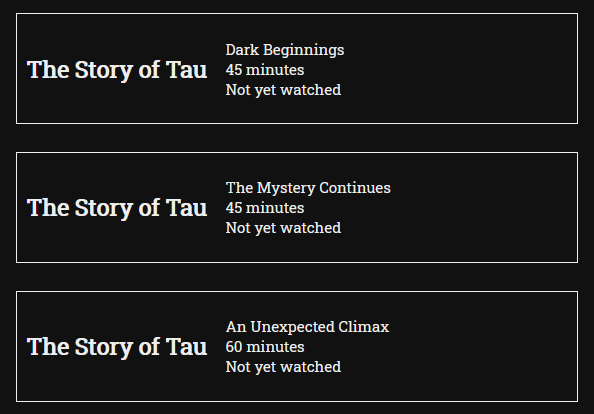 The Story of Tau
Dark Beginnings
45 minutes
Not yet watched
The Story of Tau
The Mystery Continues
45 minutes
Not yet watched
The Story of Tau
An Unexpected Climax
60 minutes
Not yet watched